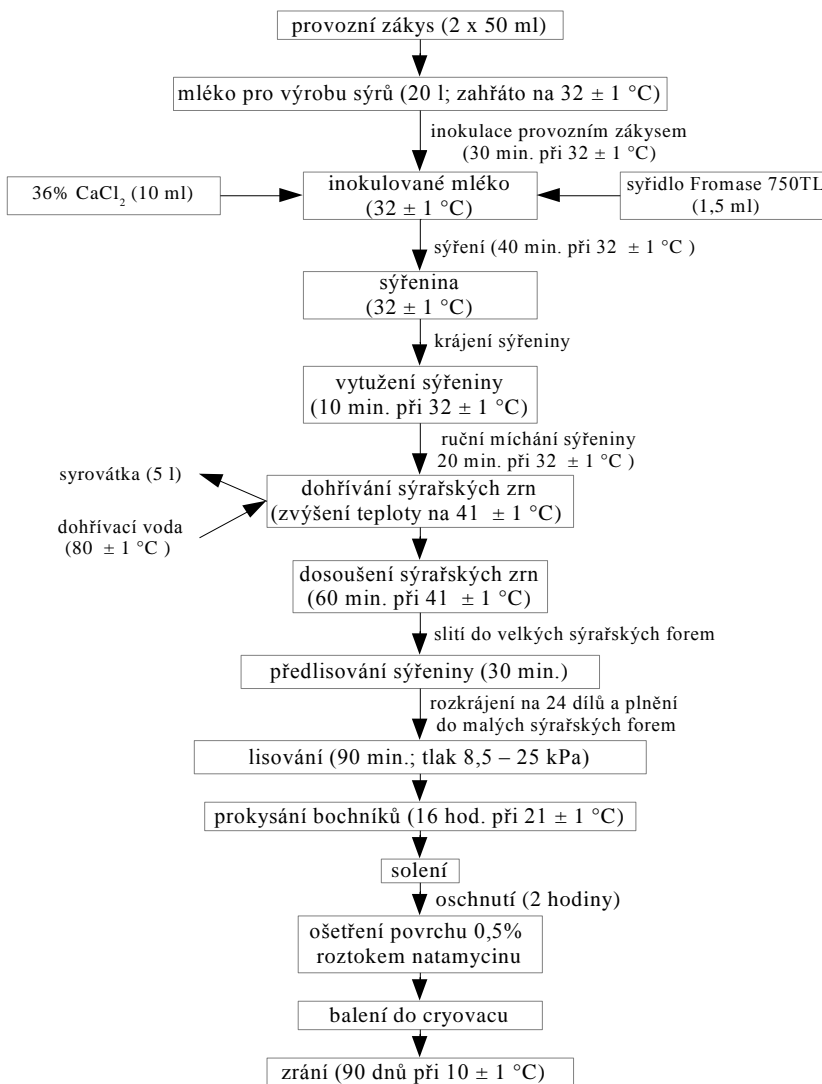 provozní zákys (2 x 50 ml)
mléko pro výrobu sýrů (20 l; zahřáto na 32 ± 1 °C)
inokulace provozním zákysem
(30 min. při 32 ± 1 °C)
36% CaCl₂ (10 ml)
inokulované mléko
(32 ± 1 °C)
syřidlo Fromase 750TL
(1,5 ml)
sýření (40 min. při 32 ± 1 °C )
sýřenina
(32 ± 1 °C)
krájení sýřeniny
vytužení sýřeniny
(10 min. při 32 ± 1 °C)
ruční míchání sýřeniny
20 min. při 32 ± 1 °C )
syrovátka (5 l)
dohřívání sýrařských zrn
(zvýšení teploty na 41 ± 1 °C)
dohřívací voda
(80 ± 1 °C )
dosoušení sýrařských zrn
(60 min. při 41 ± 1 °C)
slití do velkých sýrařských forem
předlisování sýřeniny (30 min.)
rozkrájení na 24 dílů a plnění
do malých sýrařských forem
lisování (90 min.; tlak 8,5 – 25 kPa)
prokysání bochníků (16 hod. při 21 ± 1 °C)
solení
oschnutí (2 hodiny)
ošetření povrchu 0,5%
roztokem natamycinu
balení do cryovacu
zrání (90 dnů při 10 ± 1 °C)